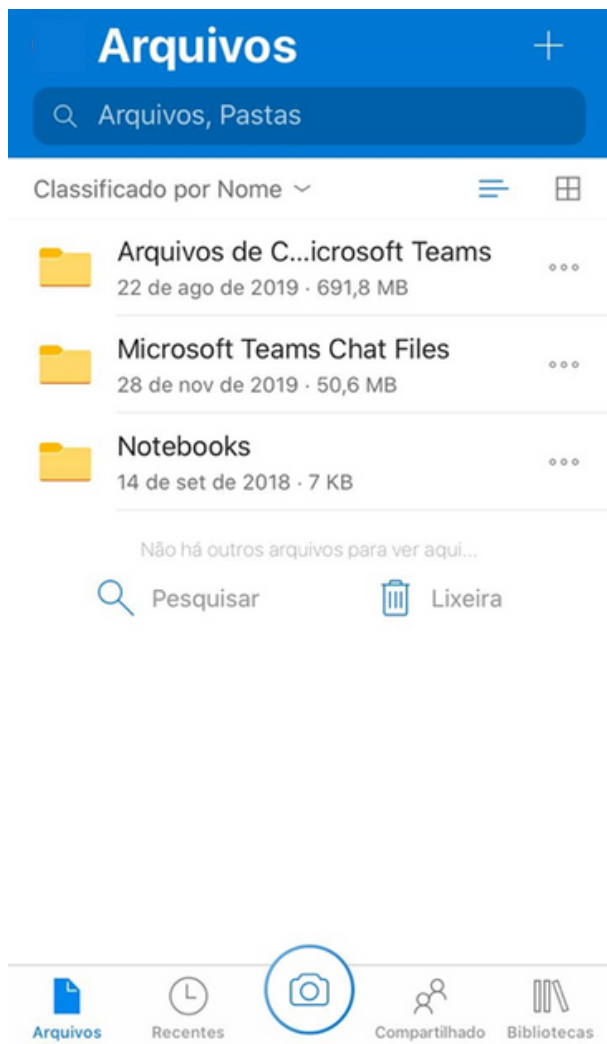 Arquivos
Arquivos, Pastas
Classificado por Nome
Arquivos de C...icrosoft Teams
22 de ago de 2019 · 691,8 MB
Microsoft Teams Chat Files
28 de nov de 2019 · 50,6 MB
Notebooks
14 de set de 2018 · 7 KB
Não há outros arquivos para ver aqui...
Pesquisar Lixeira
Arquivos Recentes Compartilhado Bibliotecas